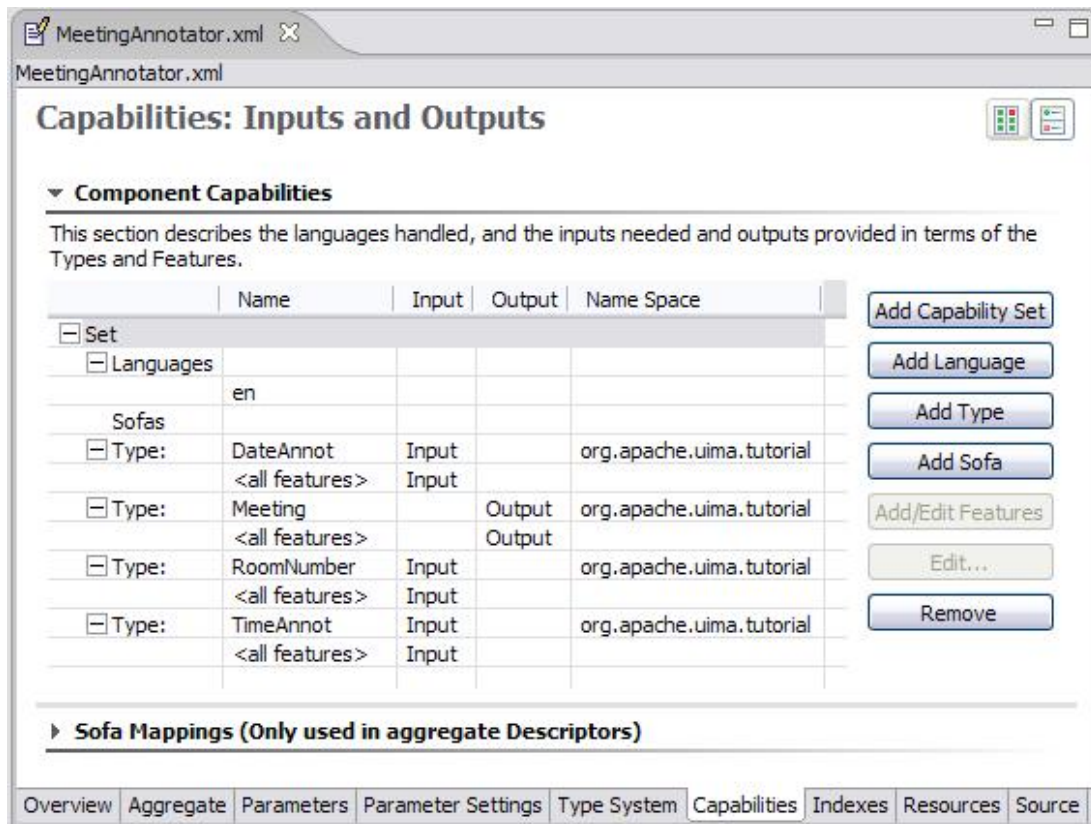 MeetingAnnotator.xml
MeetingAnnotator.xml
Capabilities: Inputs and Outputs
Component Capabilities
This section describes the languages handled, and the inputs needed and outputs provided in terms of the
Types and Features.
Name Input Output Name Space
Set
Languages
en
Sofas
Type: DateAnnot Input org.apache.uima.tutorial
<all features> Input
Type: Meeting Output org.apache.uima.tutorial
<all features> Output
Type: RoomNumber Input org.apache.uima.tutorial
<all features> Input
Type: TimeAnnot Input org.apache.uima.tutorial
<all features> Input
Add Capability Set
Add Language
Add Type
Add Sofa
Add/Edit Features
Edit...
Remove
Sofa Mappings (Only used in aggregate Descriptors)
Overview Aggregate Parameters Parameter Settings Type System Capabilities Indexes Resources Source